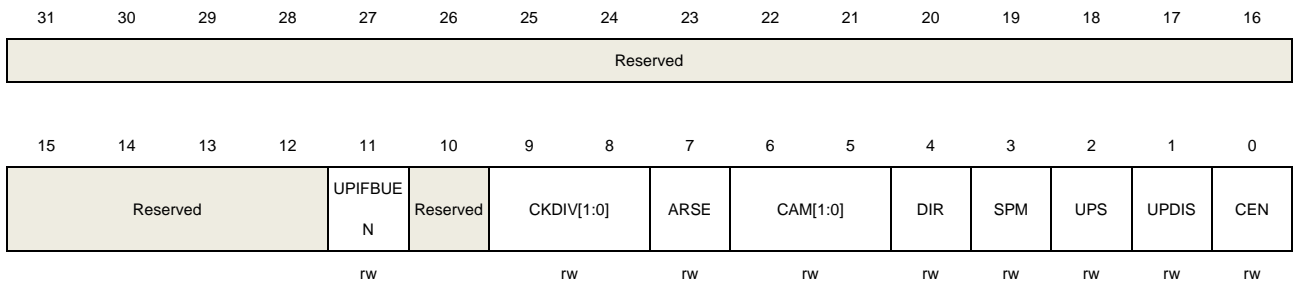 31 30 29 28 27 26 25 24 23 22 21 20 19 18 17 16
Reserved
15 14 13 12 11 10 9 8 7 6 5 4 3 2 1 0
Reserved UPIFBUE Reserved CKDIV[1:0] ARSE CAM[1:0] DIR SPM UPS UPDIS CEN
N
rw rw rw rw rw rw rw rw rw